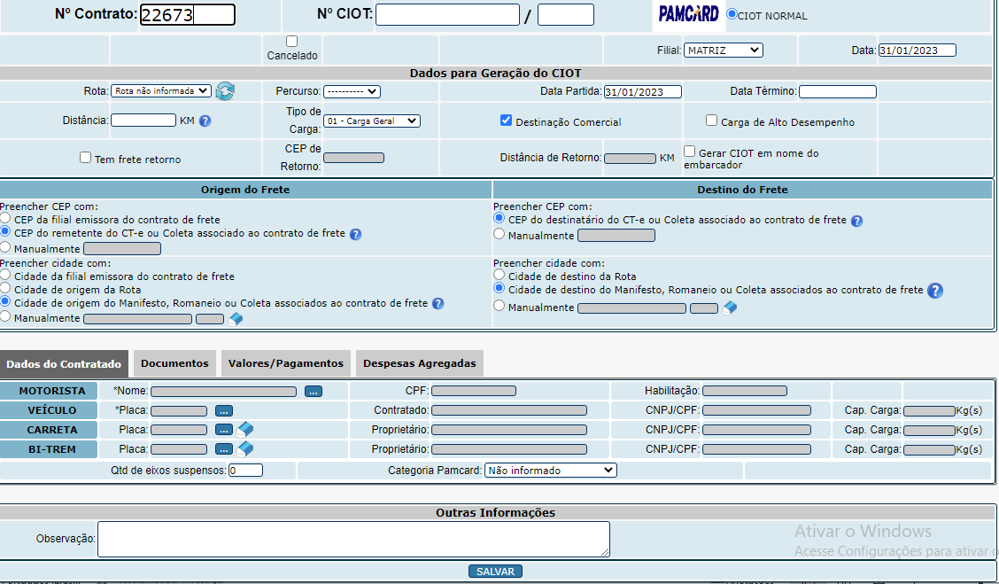 Nº Contrato: 22673 Nº CIOT: / PAMCARD CIOT NORMAL
Cancelado Filial: MATRIZ Data: 31/01/2023
Dados para Geração do CIOT
Rota: Rota não informada Percurso: ---------- Data Partida: 31/01/2023 Data Término:
Distância: KM ? Tipo de Carga: 01 - Carga Geral Destinação Comercial Carga de Alto Desempenho
Tem frete retorno CEP de Retorno: Distância de Retorno: KM Gerar CIOT em nome do embarcador
Origem do Frete Destino do Frete
Preencher CEP com: Preencher CEP com:
CEP da filial emissora do contrato de frete CEP do destinatário do CT-e ou Coleta associado ao contrato de frete ?
CEP do remetente do CT-e ou Coleta associado ao contrato de frete ? Manualmente
Manualmente
Preencher cidade com: Preencher cidade com:
Cidade da filial emissora do contrato de frete Cidade de destino da Rota
Cidade de origem da Rota Cidade de destino do Manifesto, Romaneio ou Coleta associados ao contrato de frete ?
Cidade de origem do Manifesto, Romaneio ou Coleta associados ao contrato de frete ? Manualmente
Manualmente
Dados do Contratado Documentos Valores/Pagamentos Despesas Agregadas
MOTORISTA *Nome: ... CPF: Habilitação:
VEÍCULO *Placa: ... Contratado: CNPJ/CPF: Cap. Carga: Kg(s)
CARRETA Placa: ... Proprietário: CNPJ/CPF: Cap. Carga: Kg(s)
BI-TREM Placa: ... Proprietário: CNPJ/CPF: Cap. Carga: Kg(s)
Qtd de eixos suspensos: 0 Categoria Pamcard: Não informado
Outras Informações
Observação:
Ativar o Windows
Acesse Configurações para ativar o
SALVAR